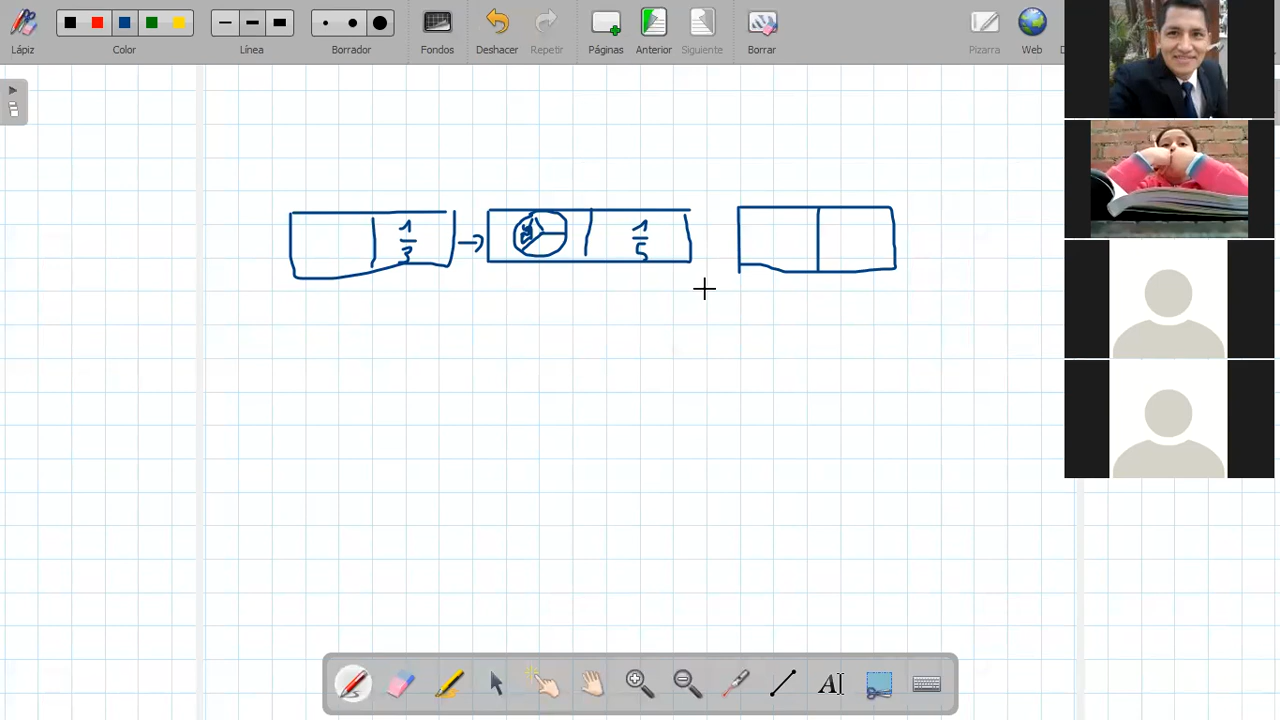 Lápiz
Color
Línea
Borrador
Fondos
Deshacer
Repetir
Páginas
Anterior
Siguiente
Borrar
Pizarra
Web
1/3
1/5
A